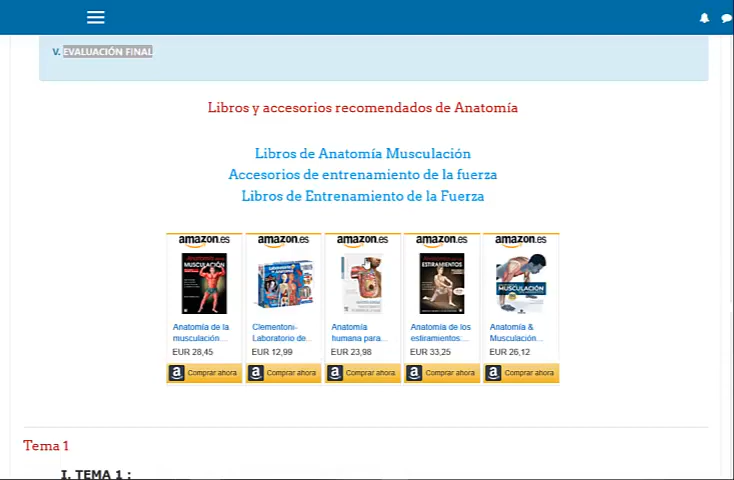 V. EVALUACIÓN FINAL
Libros y accesorios recomendados de Anatomía
Libros de Anatomía Musculación
Accesorios de entrenamiento de la fuerza
Libros de Entrenamiento de la Fuerza
amazon.es amazon.es amazon.es amazon.es amazon.es
MUSCULACIÓN
ESTIRAMIENTOS
MUSCULACIÓN
Anatomía de la Clementoni- Anatomía Anatomía de los Anatomía &
musculación... Laboratorio de... humana para... estiramientos:... Musculación...
EUR 28,45 EUR 12,99 EUR 23,98 EUR 33,25 EUR 26,12
a Comprar ahora a Comprar ahora a Comprar ahora a Comprar ahora a Comprar ahora
Tema 1
I. TEMA 1 :